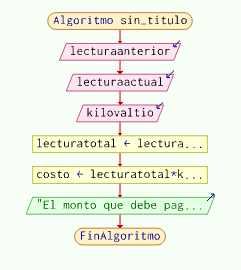 Algoritmo sin_titulo
lecturaanterior
lecturaactual
kilovaltio
lecturatotal ← lectura...
costo ← lecturatotal*k...
"El monto que debe pag...
FinAlgoritmo